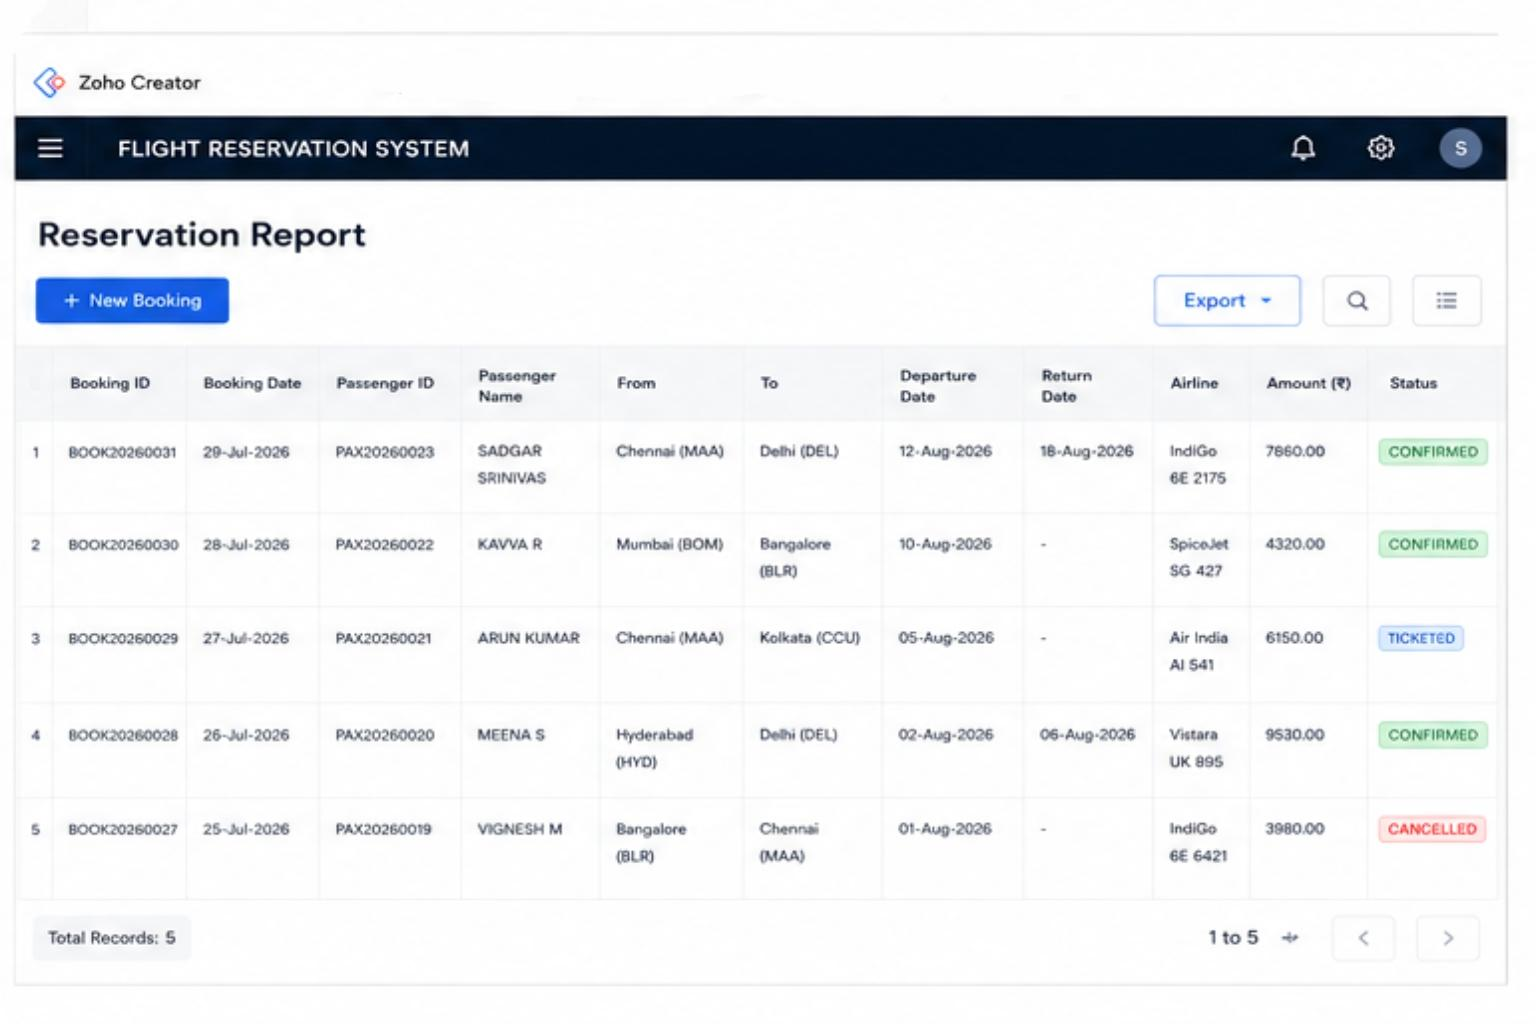 Zoho Creator
FLIGHT RESERVATION SYSTEM
S
Reservation Report
+ New Booking
Export
Booking ID Booking Date Passenger ID Passenger Name From To Departure Date Return Date Airline Amount (₹) Status
1 BOOK20260031 29-Jul-2026 PAX20260023 SADGAR SRINIVAS Chennai (MAA) Delhi (DEL) 12-Aug-2026 18-Aug-2026 IndiGo 6E 2175 7860.00 CONFIRMED
2 BOOK20260030 28-Jul-2026 PAX20260022 KAVVA R Mumbai (BOM) Bangalore (BLR) 10-Aug-2026 - SpiceJet SG 427 4320.00 CONFIRMED
3 BOOK20260029 27-Jul-2026 PAX20260021 ARUN KUMAR Chennai (MAA) Kolkata (CCU) 05-Aug-2026 - Air India AI 541 6150.00 TICKETED
4 BOOK20260028 26-Jul-2026 PAX20260020 MEENA S Hyderabad (HYD) Delhi (DEL) 02-Aug-2026 06-Aug-2026 Vistara UK 895 9530.00 CONFIRMED
5 BOOK20260027 25-Jul-2026 PAX20260019 VIGNESH M Bangalore (BLR) Chennai (MAA) 01-Aug-2026 - IndiGo 6E 6421 3980.00 CANCELLED
Total Records: 5
1 to 5